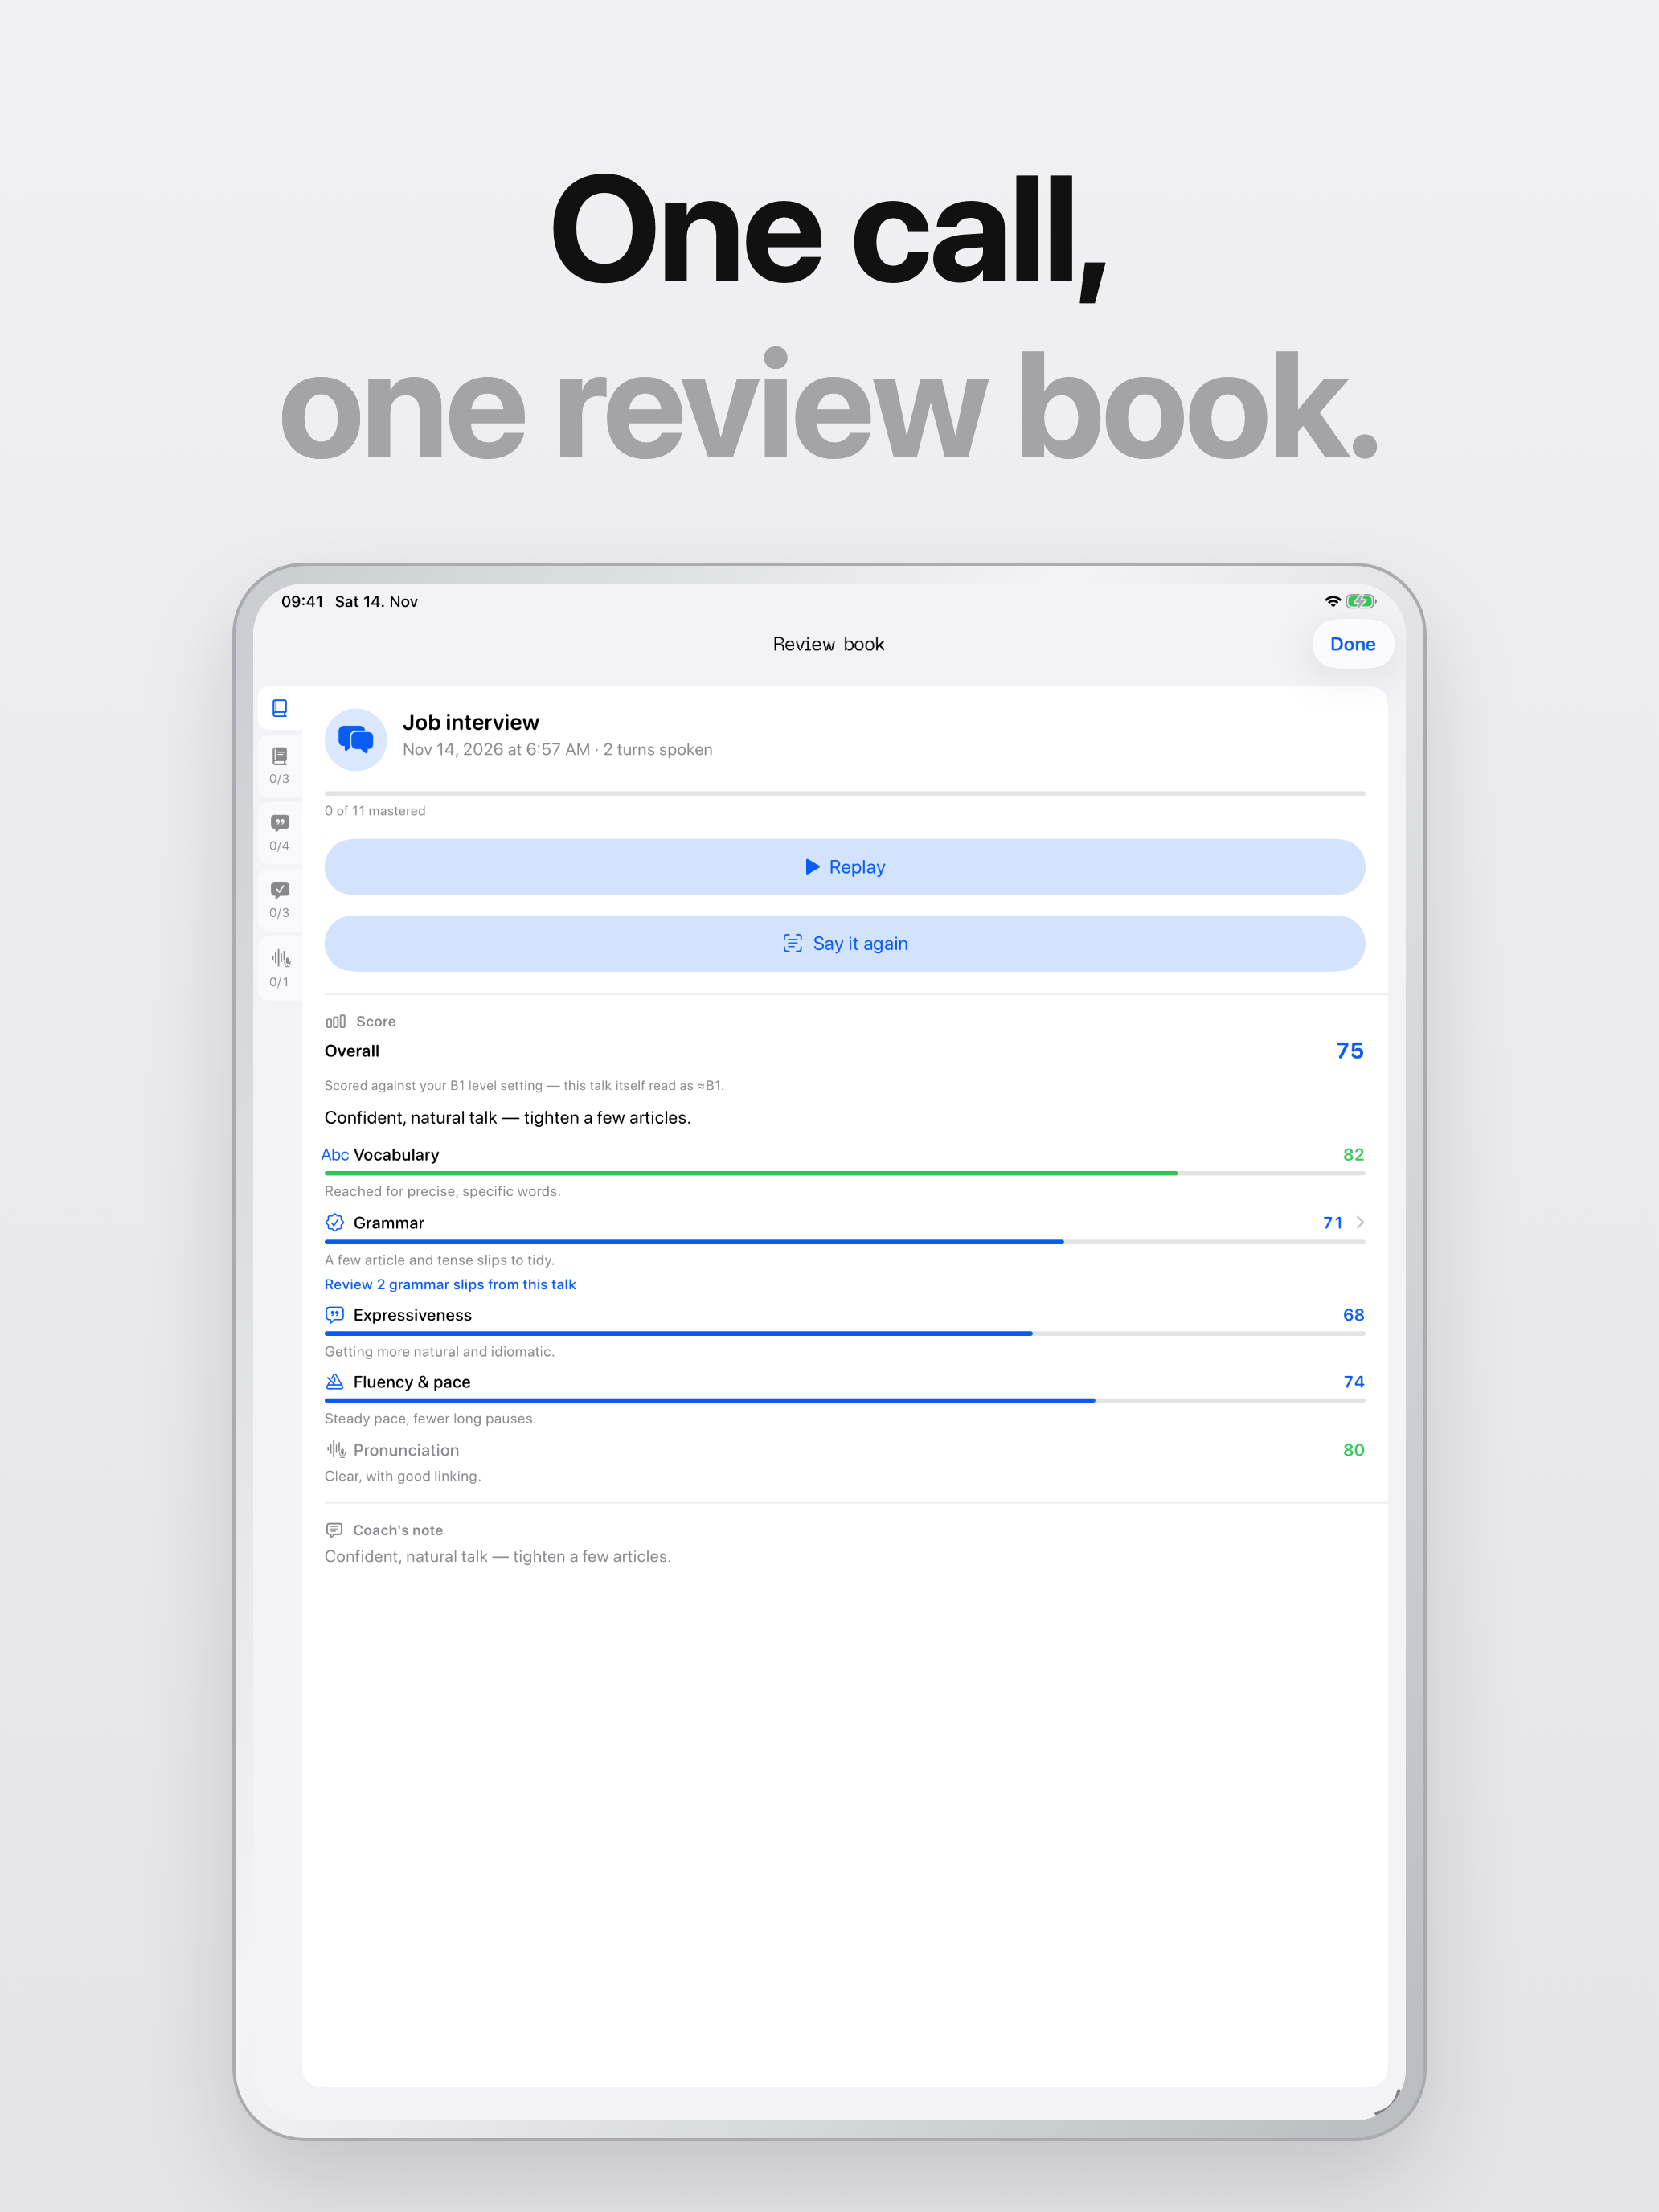 One call,
one review book.
09:41 Sat 14. Nov
Review book
Done
Job interview
Nov 14, 2026 at 6:57 AM · 2 turns spoken
0/3
0 of 11 mastered
0/4
Replay
0/3
Say it again
0/1
Score
Overall 75
Scored against your B1 level setting — this talk itself read as ≈B1.
Confident, natural talk — tighten a few articles.
Abc Vocabulary 82
Reached for precise, specific words.
Grammar 71
A few article and tense slips to tidy.
Review 2 grammar slips from this talk
Expressiveness 68
Getting more natural and idiomatic.
Fluency & pace 74
Steady pace, fewer long pauses.
Pronunciation 80
Clear, with good linking.
Coach's note
Confident, natural talk — tighten a few articles.